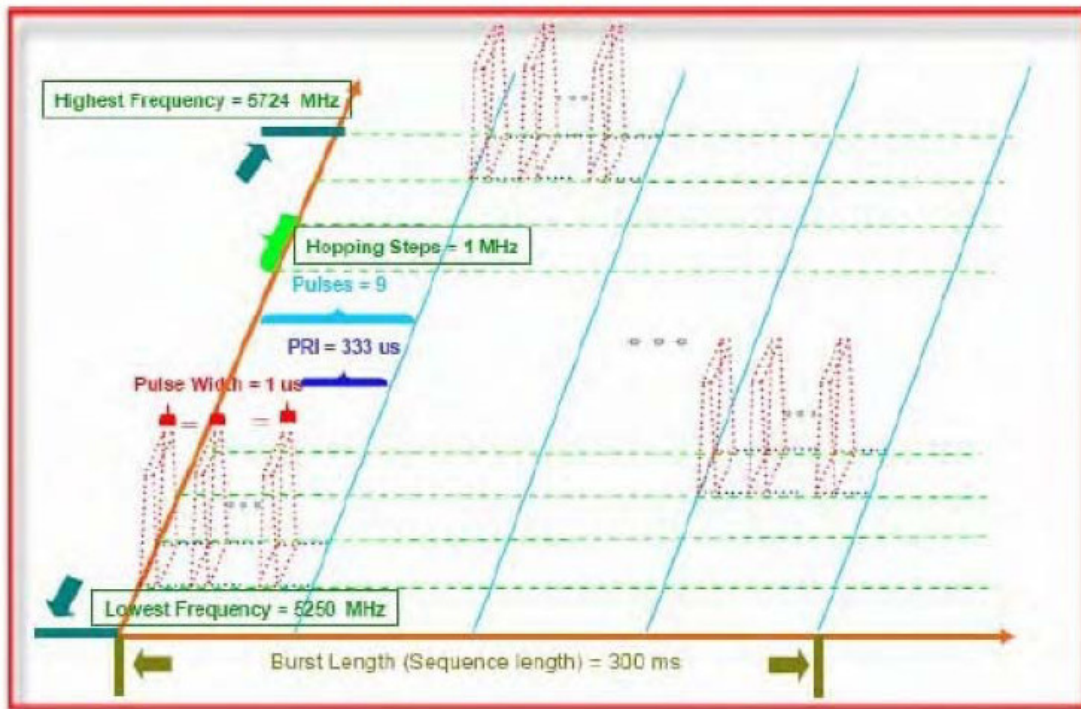 Highest Frequency = 5724 MHz
Hopping Steps = 1 MHz
Pulses = 9
PRI = 333 us
Pulse Width = 1 us
Lowest Frequency = 5250 MHz
Burst Length (Sequence length) = 300 ms